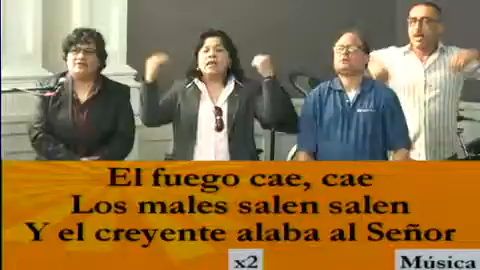 El fuego cae, cae
Los males salen salen
Y el creyente alaba al Señor
x2
Música